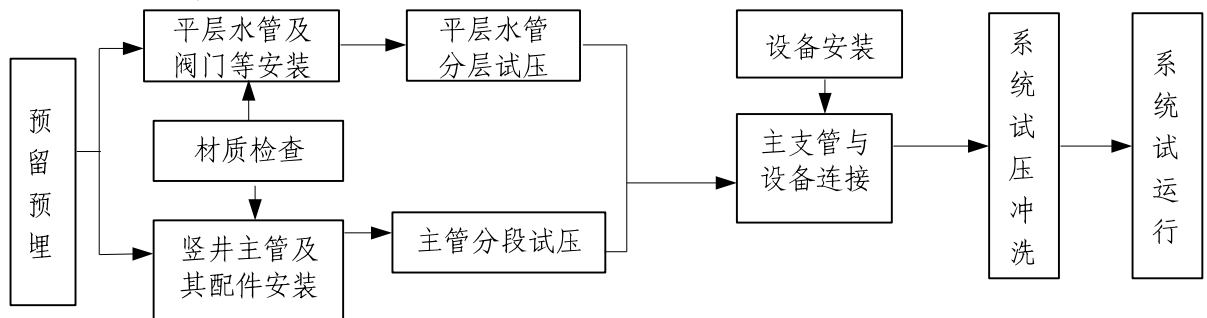 预留预埋
平层水管及
阀门等安装
材质检查
竖井主管及
其配件安装
平层水管
分层试压
主管分段试压
设备安装
主支管与
设备连接
系统试压冲洗
系统试运行